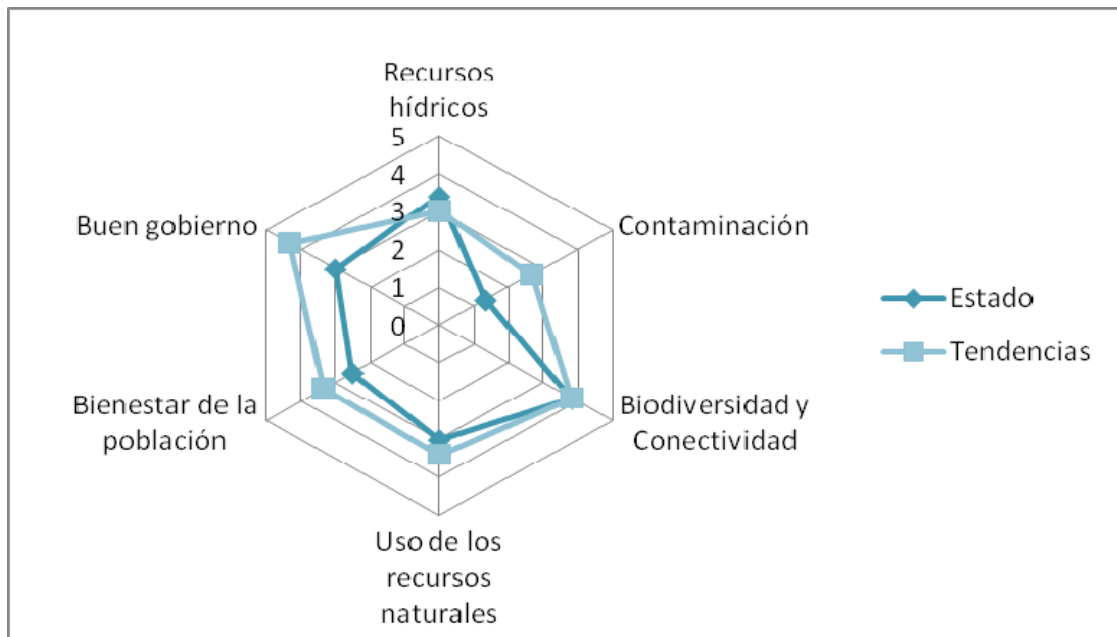 Recursos
hídricos
5
4
3
2
1
0
Buen gobierno
Contaminación
Estado
Tendencias
Bienestar de la
población
Biodiversidad y
Conectividad
Uso de los
recursos
naturales